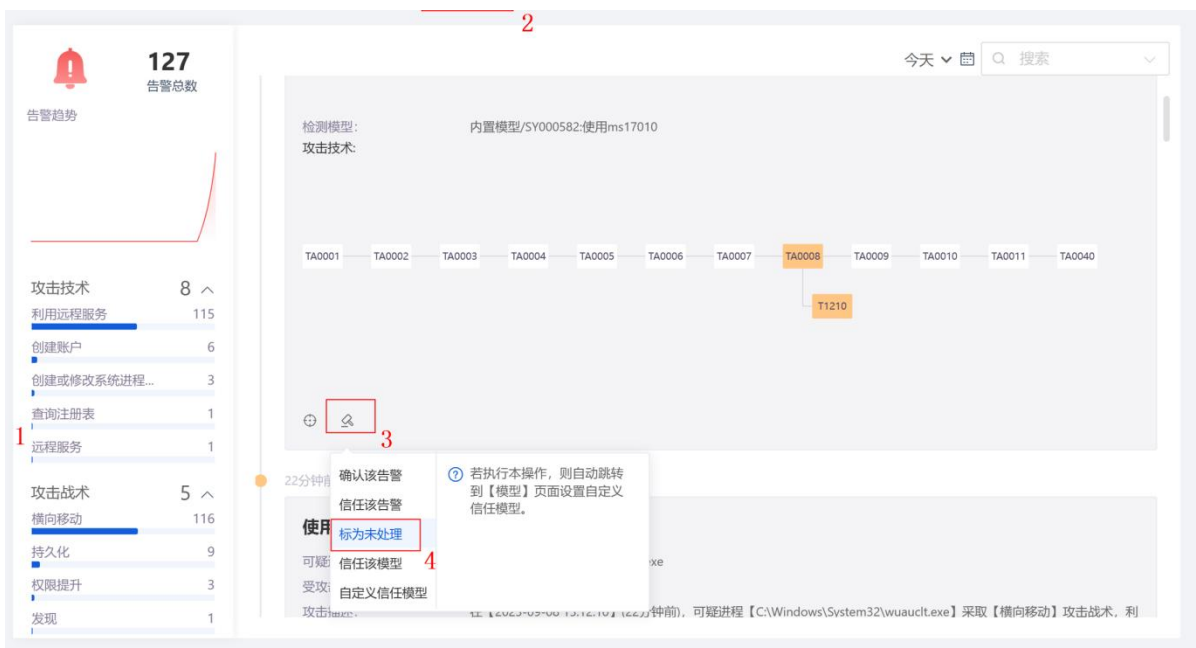 2
127
告警总数
告警趋势
今天
搜索
检测模型:
内置模型/SY000582:使用ms17010
攻击技术:
TA0001 TA0002 TA0003 TA0004 TA0005 TA0006 TA0007 TA0008 TA0009 TA0010 TA0011 TA0040
T1210
攻击技术 8
利用远程服务 115
创建账户 6
创建或修改系统进程... 3
查询注册表 1
1
远程服务 1
攻击战术 5
横向移动 116
持久化 9
权限提升 3
发现 1
3
22分钟前
确认该告警
信任该告警
标为未处理
4
信任该模型
自定义信任模型
若执行本操作，则自动跳转
到【模型】页面设置自定义
信任模型。
使用
可疑
xe
受攻
攻击描述:
在【2023-09-08 15:12:10】(22分钟前)，可疑进程【C:\Windows\System32\wuauclt.exe】采取【横向移动】攻击战术，利